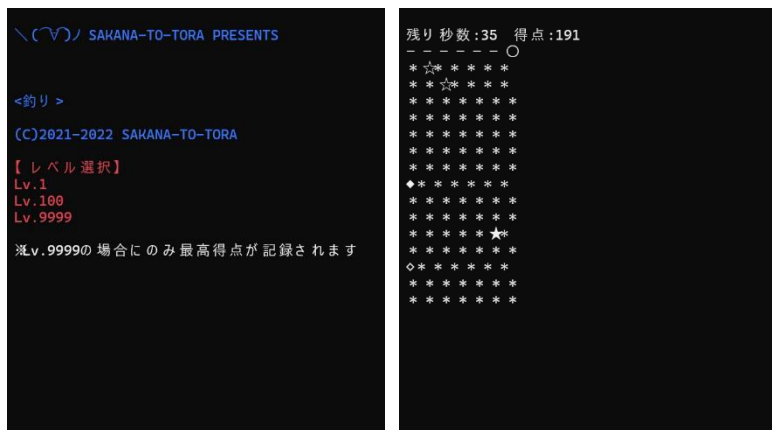 ＼(⌒∀⌒)ノ SAKANA-TO-TORA PRESENTS
<釣り>
(C)2021-2022 SAKANA-TO-TORA
【レベル選択】
Lv.1
Lv.100
Lv.9999
※Lv.9999の場合にのみ最高得点が記録されます
残り秒数:35 得点:191
- - - - - - ○
* ☆* * * * *
* * ☆* * * *
* * * * * * *
* * * * * * *
* * * * * * *
* * * * * * *
* * * * * * *
◆* * * * * *
* * * * * * *
* * * * * * *
* * * * * ★*
* * * * * * *
◇* * * * * *
* * * * * * *
* * * * * * *